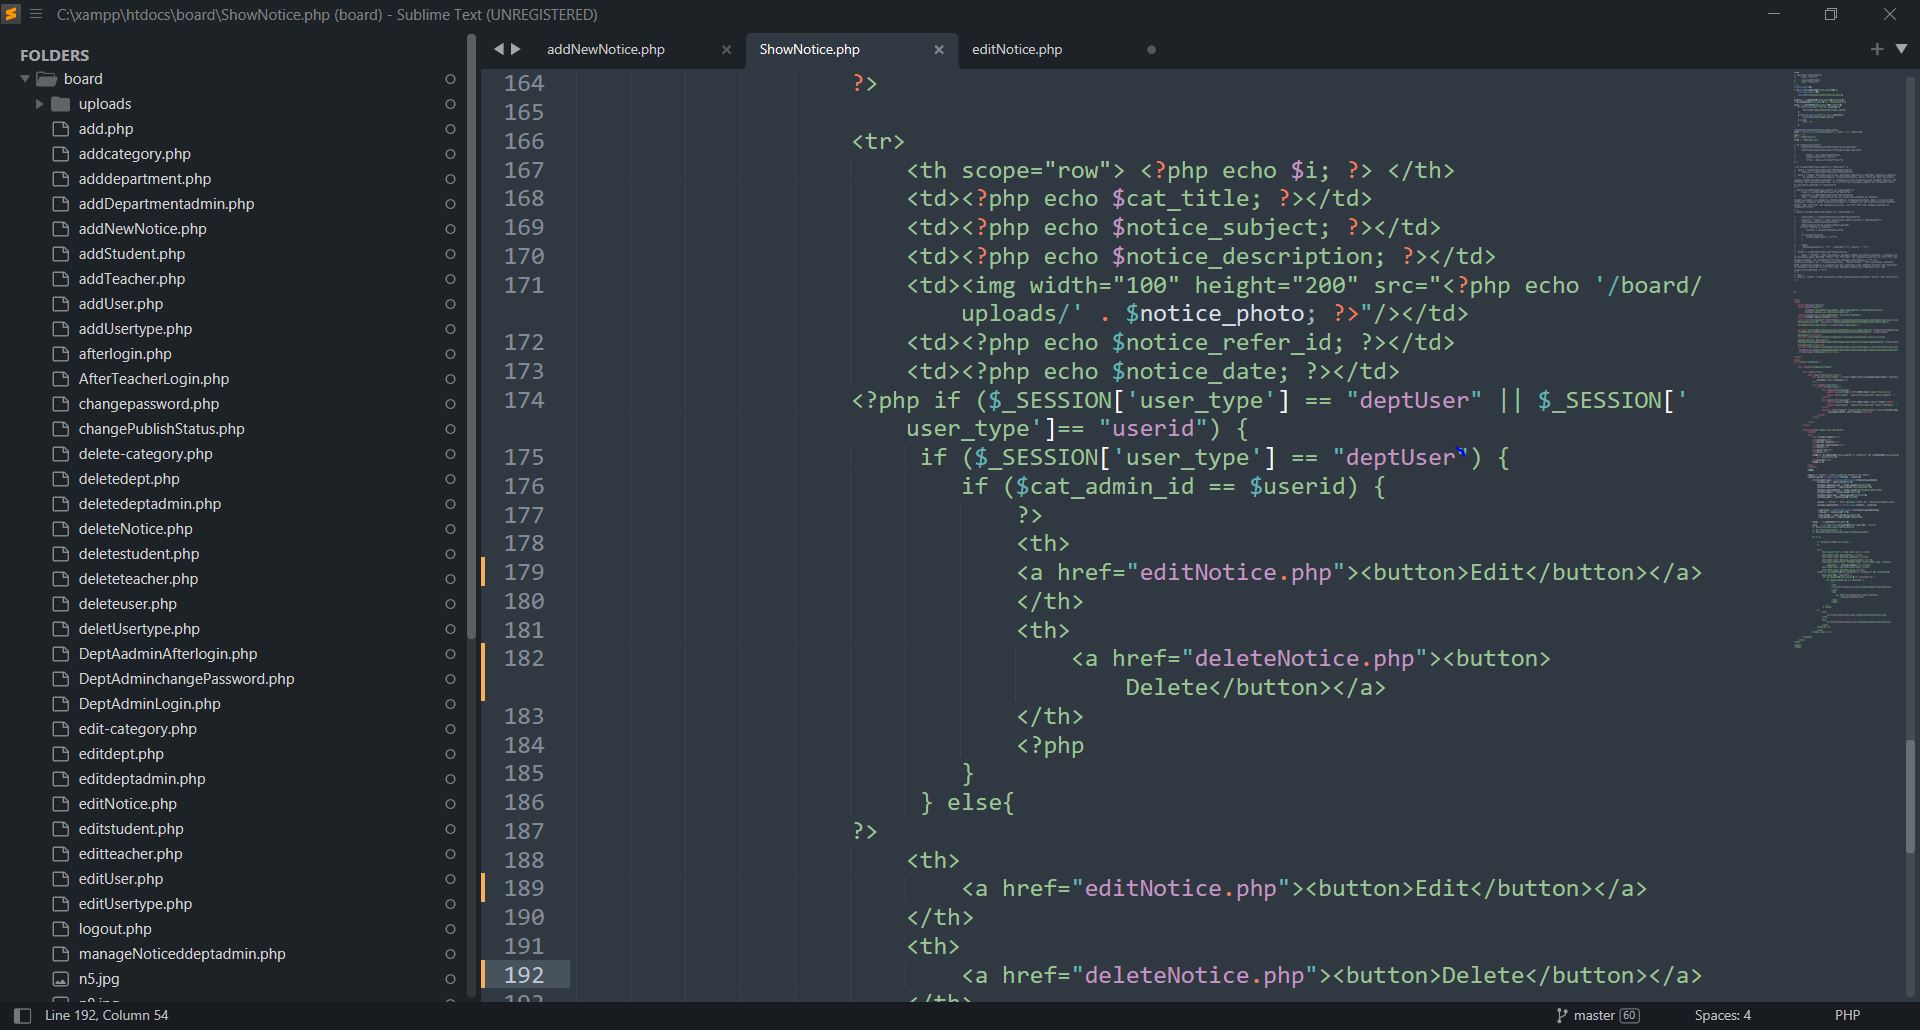 C:\xampp\htdocs\board\ShowNotice.php (board) - Sublime Text (UNREGISTERED)
FOLDERS
board
uploads
add.php
addcategory.php
adddepartment.php
addDepartmentadmin.php
addNewNotice.php
addStudent.php
addTeacher.php
addUser.php
addUsertype.php
afterlogin.php
AfterTeacherLogin.php
changepassword.php
changePublishStatus.php
delete-category.php
deletedept.php
deletedeptadmin.php
deleteNotice.php
deletestudent.php
deleteteacher.php
deleteuser.php
deletUsertype.php
DeptAadminAfterlogin.php
DeptAdminchangePassword.php
DeptAdminLogin.php
edit-category.php
editdept.php
editdeptadmin.php
editNotice.php
editstudent.php
editteacher.php
editUser.php
editUsertype.php
logout.php
manageNoticeddeptadmin.php
n5.jpg
addNewNotice.php
ShowNotice.php
editNotice.php
164 ?>
165
166 <tr>
167 <th scope="row"> <?php echo $i; ?> </th>
168 <td><?php echo $cat_title; ?></td>
169 <td><?php echo $notice_subject; ?></td>
170 <td><?php echo $notice_description; ?></td>
171 <td><img width="100" height="200" src="<?php echo '/board/
uploads/' . $notice_photo; ?>"/></td>
172 <td><?php echo $notice_refer_id; ?></td>
173 <td><?php echo $notice_date; ?></td>
174 <?php if ($_SESSION['user_type'] == "deptUser" || $_SESSION['
user_type']== "userid") {
175 if ($_SESSION['user_type'] == "deptUser") {
176 if ($cat_admin_id == $userid) {
177 ?>
178 <th>
179 <a href="editNotice.php"><button>Edit</button></a>
180 </th>
181 <th>
182 <a href="deleteNotice.php"><button>
Delete</button></a>
183 </th>
184 <?php
185 }
186 } else{
187 ?>
188 <th>
189 <a href="editNotice.php"><button>Edit</button></a>
190 </th>
191 <th>
192 <a href="deleteNotice.php"><button>Delete</button></a>
Line 192, Column 54
master 60
Spaces: 4
PHP